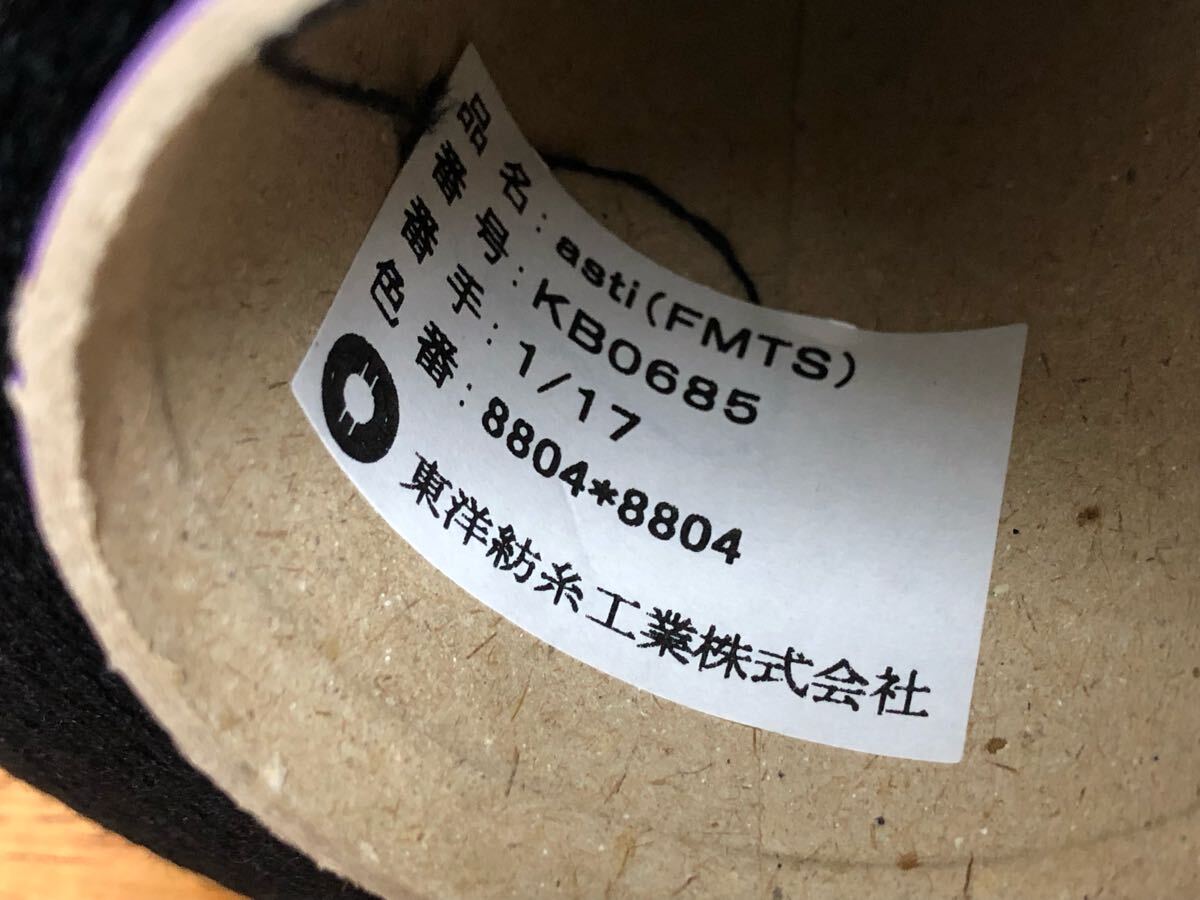 品名：asti（FMTS）
番号：KB0685
番手：1/17
色番：8804*8804
東洋紡糸工業株式会社